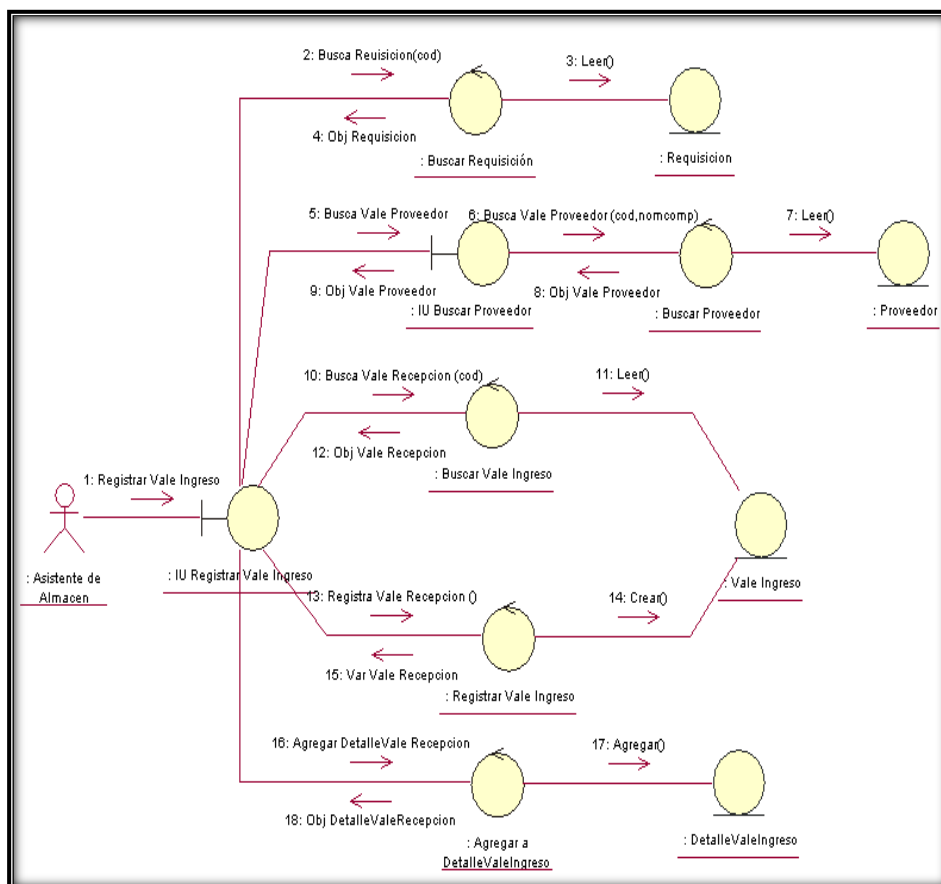 2: Busca Reuisicion(cod)
3: Leer()
4: Obj Requisicion
: Buscar Requisición
: Requisicion
5: Busca Vale Proveedor
6: Busca Vale Proveedor (cod,nomcomp)
7: Leer()
9: Obj Vale Proveedor
8: Obj Vale Proveedor
: IU Buscar Proveedor
: Buscar Proveedor
: Proveedor
10: Busca Vale Recepcion (cod)
11: Leer()
12: Obj Vale Recepcion
: Buscar Vale Ingreso
1: Registrar Vale Ingreso
: Asistente de
Almacen
: IU Registrar Vale Ingreso
: Vale Ingreso
13: Registra Vale Recepcion ()
14: Crear()
15: Var Vale Recepcion
: Registrar Vale Ingreso
16: Agregar DetalleVale Recepcion
17: Agregar()
18: Obj DetalleValeRecepcion
: Agregar a
DetalleValeIngreso
: DetalleValeIngreso